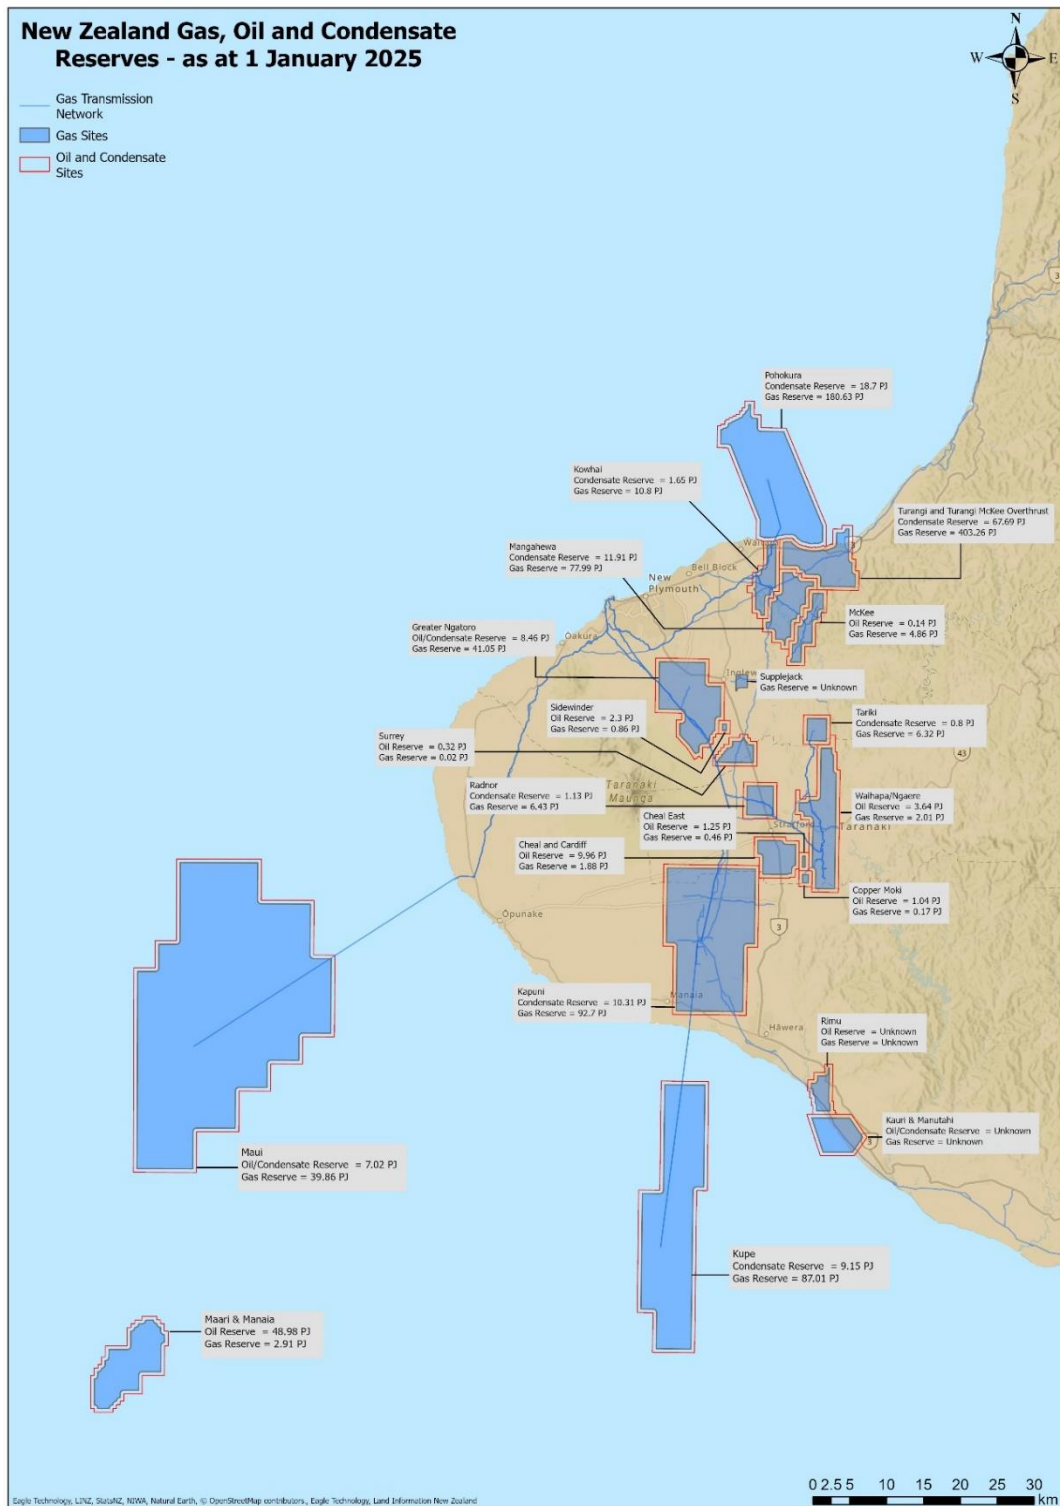 New Zealand Gas, Oil and Condensate
Reserves - as at 1 January 2025
N
W
E
S
Gas Transmission
Network
Gas Sites
Oil and Condensate
Sites
3
Pohokura
Condensate Reserve = 18.7 PJ
Gas Reserve = 180.63 PJ
Kowhai
Condensate Reserve = 1.65 PJ
Gas Reserve = 10.8 PJ
Turangi and Turangi McKee Overthrust
Condensate Reserve = 67.69 PJ
Gas Reserve = 403.26 PJ
Mangahewa
Condensate Reserve = 11.91 PJ
Gas Reserve = 77.99 PJ
Bell Block
New
Plymouth
McKee
Oil Reserve = 0.14 PJ
Gas Reserve = 4.86 PJ
Greater Ngatoro
Oil/Condensate Reserve = 8.46 PJ
Gas Reserve = 41.05 PJ
Ōakura
Inglew
Supplejack
Gas Reserve = Unknown
Sidewinder
Oil Reserve = 2.3 PJ
Gas Reserve = 0.86 PJ
Tariki
Condensate Reserve = 0.8 PJ
Gas Reserve = 6.32 PJ
Surrey
Oil Reserve = 0.32 PJ
Gas Reserve = 0.02 PJ
43
Radnor
Condensate Reserve = 1.13 PJ
Gas Reserve = 6.43 PJ
Taranaki
Maunga
Waihapa/Ngaere
Oil Reserve = 3.64 PJ
Gas Reserve = 2.01 PJ
Cheal East
Oil Reserve = 1.25 PJ
Gas Reserve = 0.46 PJ
Stratford
Taranaki
Cheal and Cardiff
Oil Reserve = 9.96 PJ
Gas Reserve = 1.88 PJ
Copper Moki
Oil Reserve = 1.04 PJ
Gas Reserve = 0.17 PJ
Ōpunake
3
Kapuni
Condensate Reserve = 10.31 PJ
Gas Reserve = 92.7 PJ
Manaia
Hāwera
Rimu
Oil Reserve = Unknown
Gas Reserve = Unknown
Kauri & Manutahi
Oil/Condensate Reserve = Unknown
Gas Reserve = Unknown
3
Maui
Oil/Condensate Reserve = 7.02 PJ
Gas Reserve = 39.86 PJ
Kupe
Condensate Reserve = 9.15 PJ
Gas Reserve = 87.01 PJ
Maari & Manaia
Oil Reserve = 48.98 PJ
Gas Reserve = 2.91 PJ
0 2.5 5 10 15 20 25 30
km
Eagle Technology, LINZ, StatsNZ, NIWA, Natural Earth, © OpenStreetMap contributors., Eagle Technology, Land Information New Zealand